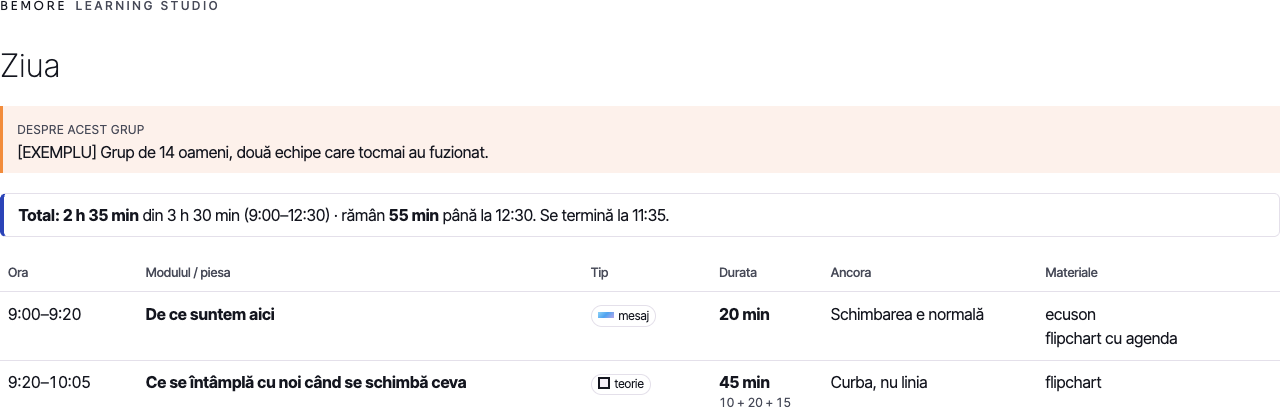 BEMORE LEARNING STUDIO
Ziua
DESPRE ACEST GRUP
[EXEMPLU] Grup de 14 oameni, două echipe care tocmai au fuzionat.
Total: 2 h 35 min din 3 h 30 min (9:00–12:30) · rămân 55 min până la 12:30. Se termină la 11:35.
Ora Modulul / piesa Tip Durata Ancora Materiale
9:00–9:20 De ce suntem aici mesaj 20 min Schimbarea e normală ecuson
flipchart cu agenda
9:20–10:05 Ce se întâmplă cu noi când se schimbă ceva teorie 45 min Curba, nu linia flipchart
10 + 20 + 15